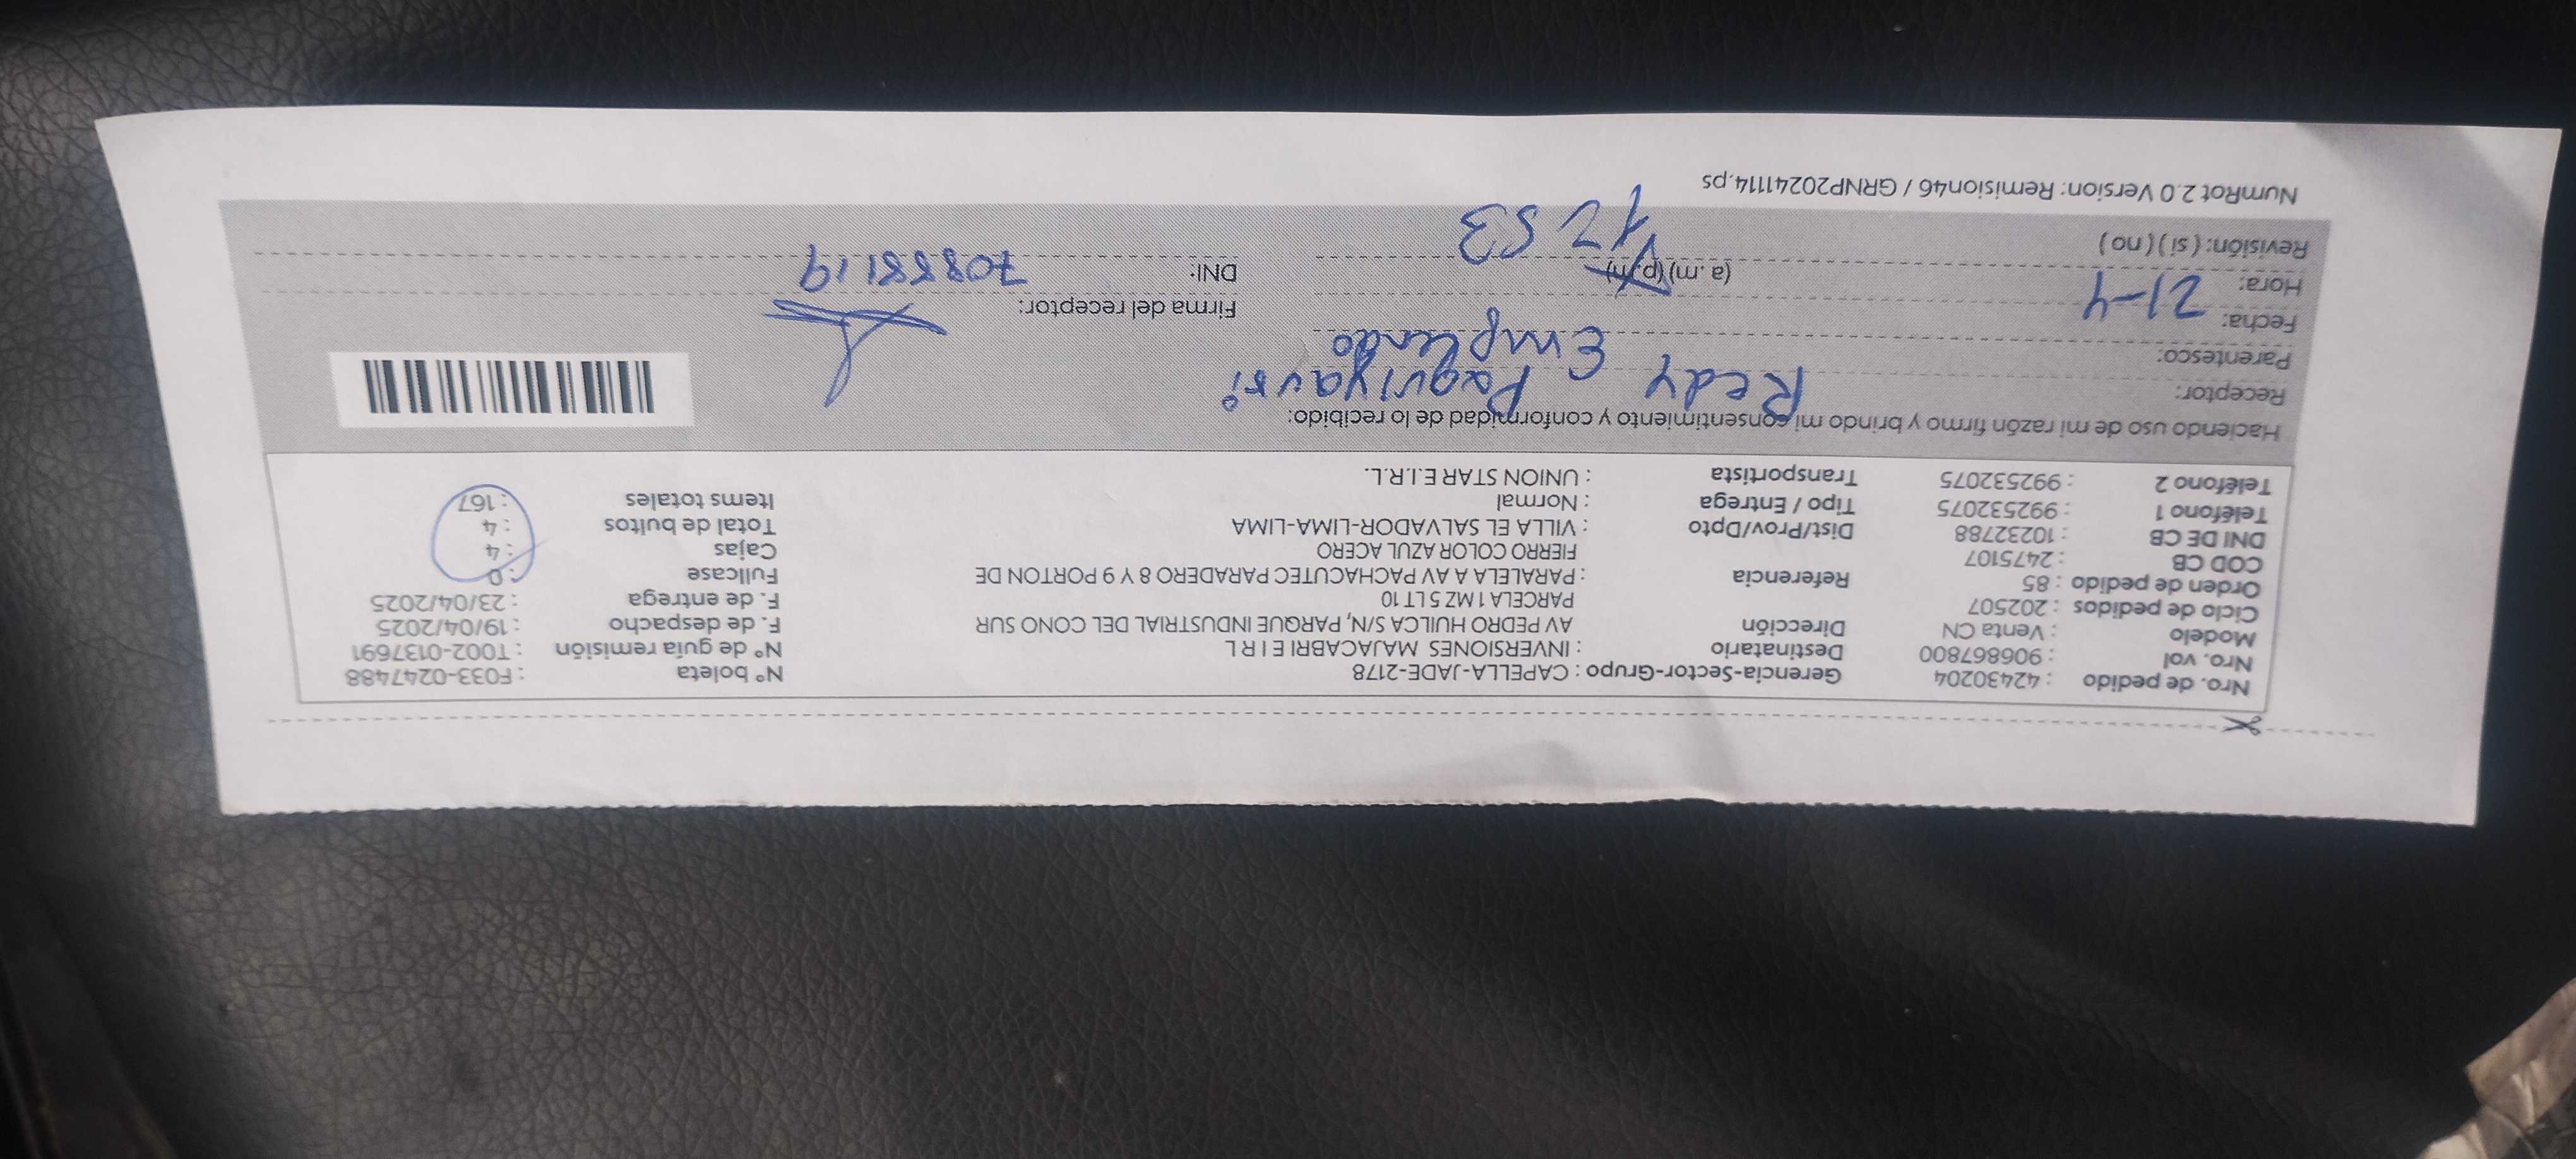 Nro. de pedido : 42430204 Gerencia-Sector-Grupo : CAPELLA-JADE-2178 N° boleta : F033-0247488
Nro. vol : 906867800 Destinatario : INVERSIONES MAJACABRI E I R L N° de guía remisión : T002-0137691
Modelo : Venta CN Dirección AV PEDRO HUILCA S/N, PARQUE INDUSTRIAL DEL CONO SUR F. de despacho : 19/04/2025
Ciclo de pedidos : 202507 PARCELA 1 MZ 5 LT 10 F. de entrega : 23/04/2025
Orden de pedido : 85 Referencia : PARALELA A AV PACHACUTEC PARADERO 8 Y 9 PORTON DE Fullcase : 0
COD CB : 2475107 FIERRO COLOR AZUL ACERO Cajas : 4
DNI DE CB : 10232788 Dist/Prov/Dpto : VILLA EL SALVADOR-LIMA-LIMA Total de bultos : 4
Teléfono 1 : 992532075 Tipo / Entrega : Normal Items totales : 167
Teléfono 2 : 992532075 Transportista : UNION STAR E.I.R.L.
Haciendo uso de mi razón firmo y brindo mi consentimiento y conformidad de lo recibido:
Receptor: Redy C Paquiyauri
Parentesco: Empleado
Fecha: 21-4 Firma del receptor:
Hora: (a. m) (p. m) 12 53 DNI: 70858119
Revisión: ( si ) ( no )
NumRot 2.0 Version: Remision46 / GRNP20241114.ps